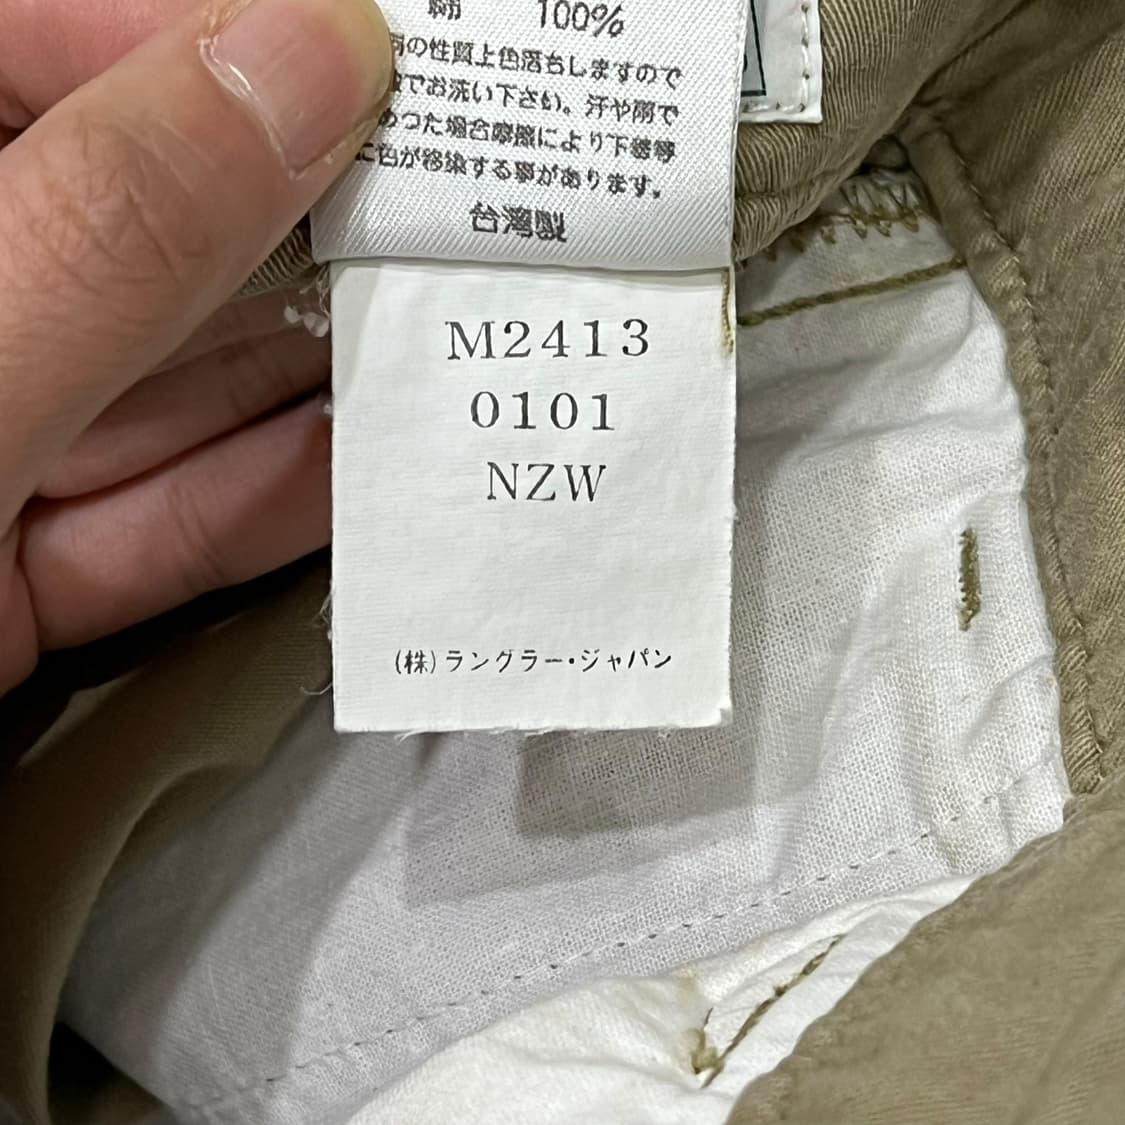 綿 100%
の性質上色落ちしますので
でお洗い下さい。汗や雨で
めつた場合摩擦により下着等
に色が移染する事があります。
台湾製
M2413
0101
NZW
(株)ラングラー・ジャパン